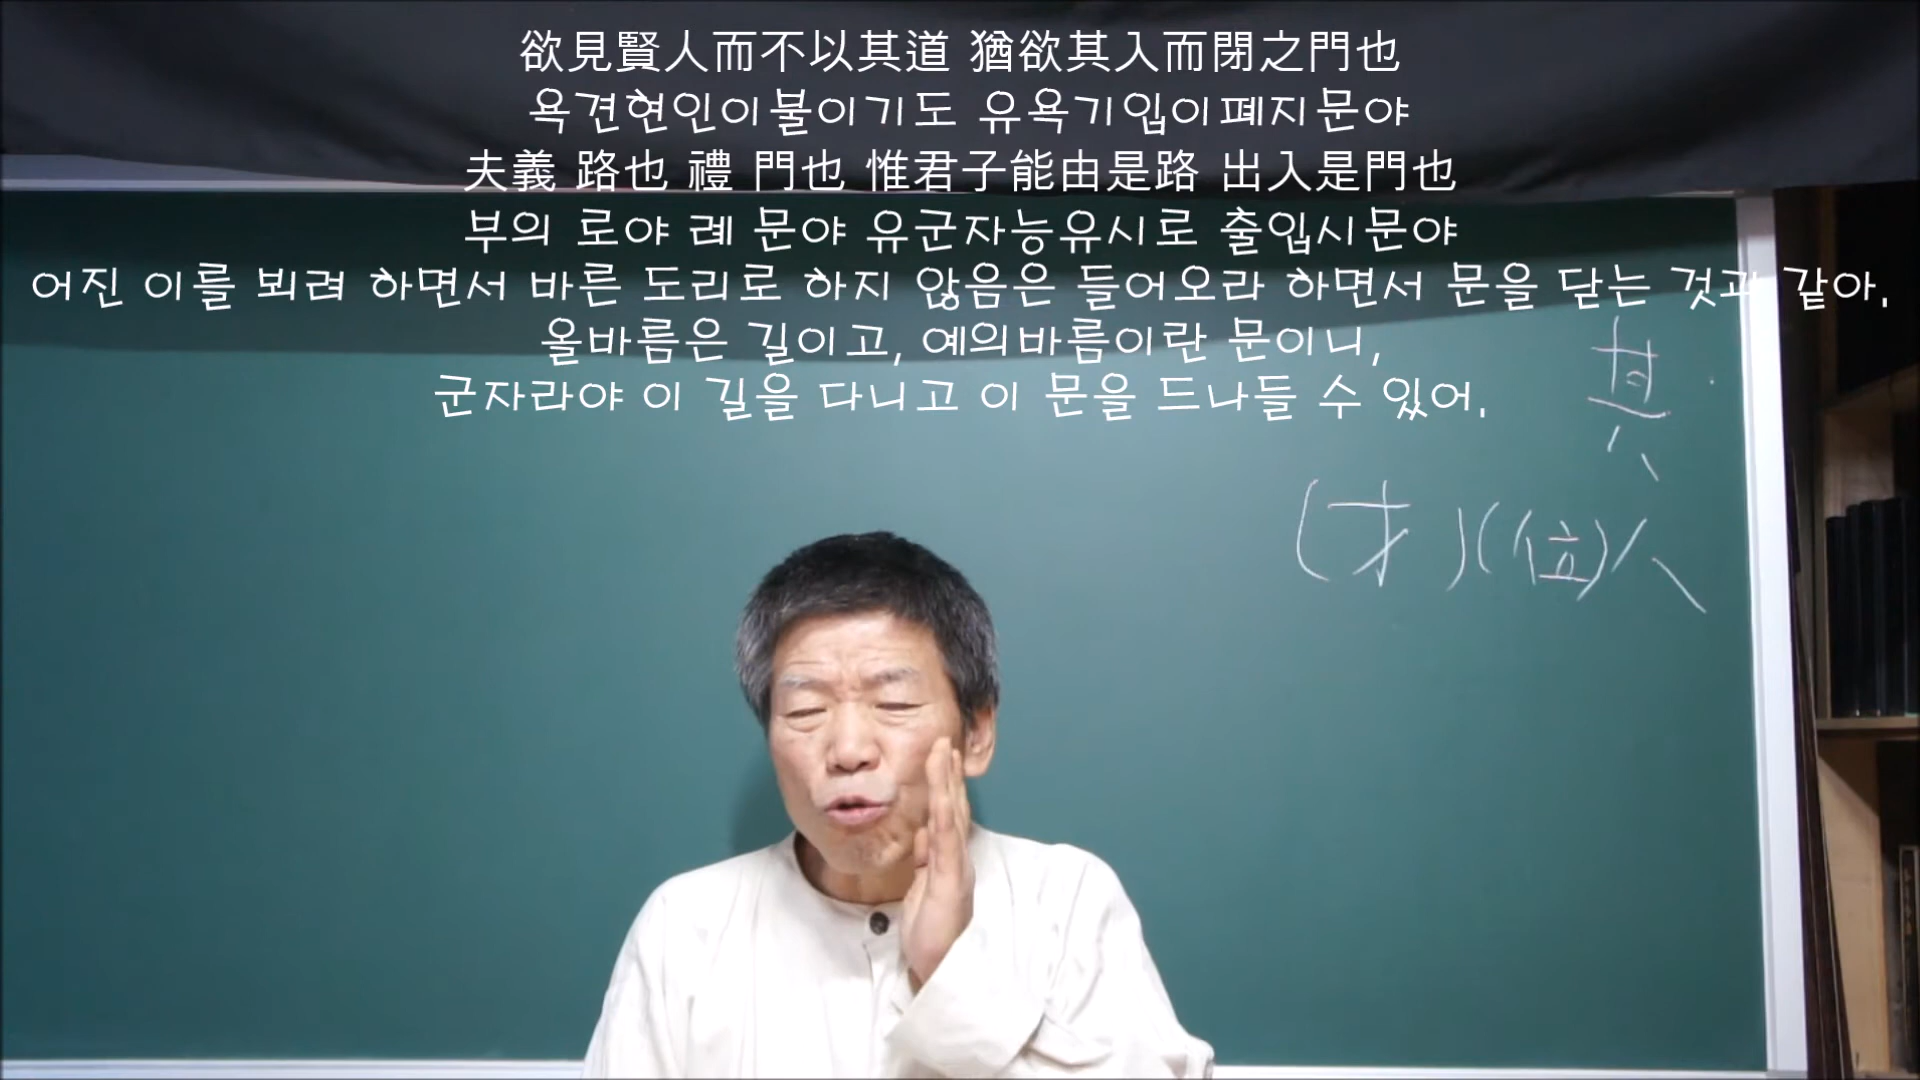 欲見賢人而不以其道 猶欲其入而閉之門也
욕견현인이불이기도 유욕기입이폐지문야
夫義 路也 禮 門也 惟君子能由是路 出入是門也
부의 로야 례 문야 유군자능유시로 출입시문야
어진 이를 뵈려 하면서 바른 도리로 하지 않음은 들어오라 하면서 문을 닫는 것과 같아.
올바름은 길이고, 예의바름이란 문이니,
군자라야 이 길을 다니고 이 문을 드나들 수 있어.
(才)(位)人